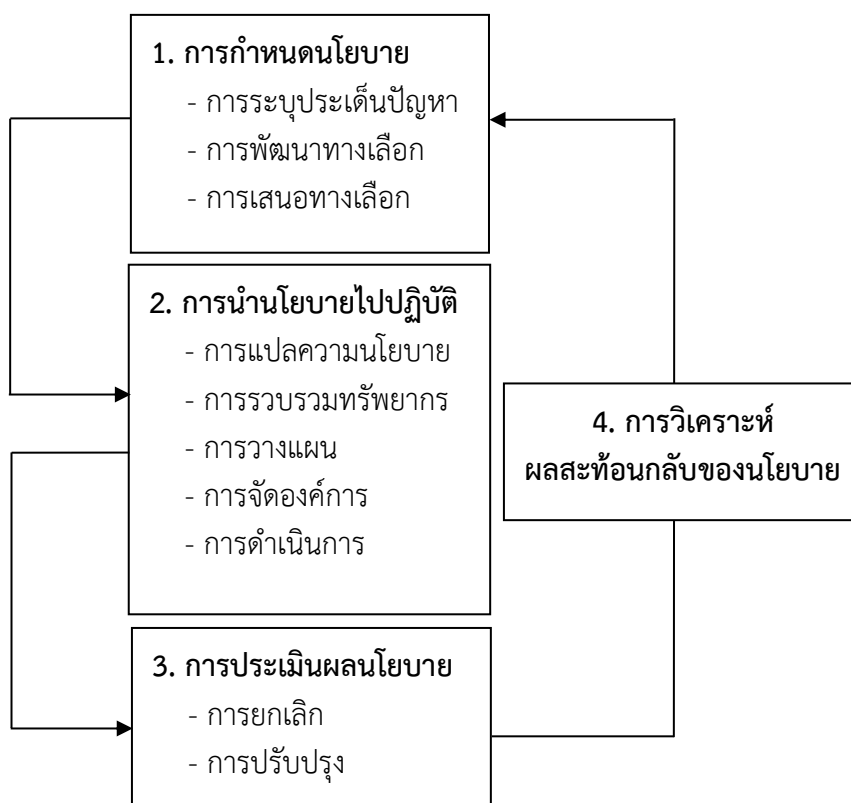 1. การกำหนดนโยบาย
- การระบุประเด็นปัญหา
- การพัฒนาทางเลือก
- การเสนอทางเลือก
2. การนำนโยบายไปปฏิบัติ
- การแปลความนโยบาย
- การรวบรวมทรัพยากร
- การวางแผน
- การจัดองค์การ
- การดำเนินการ
3. การประเมินผลนโยบาย
- การยกเลิก
- การปรับปรุง
4. การวิเคราะห์
ผลสะท้อนกลับของนโยบาย